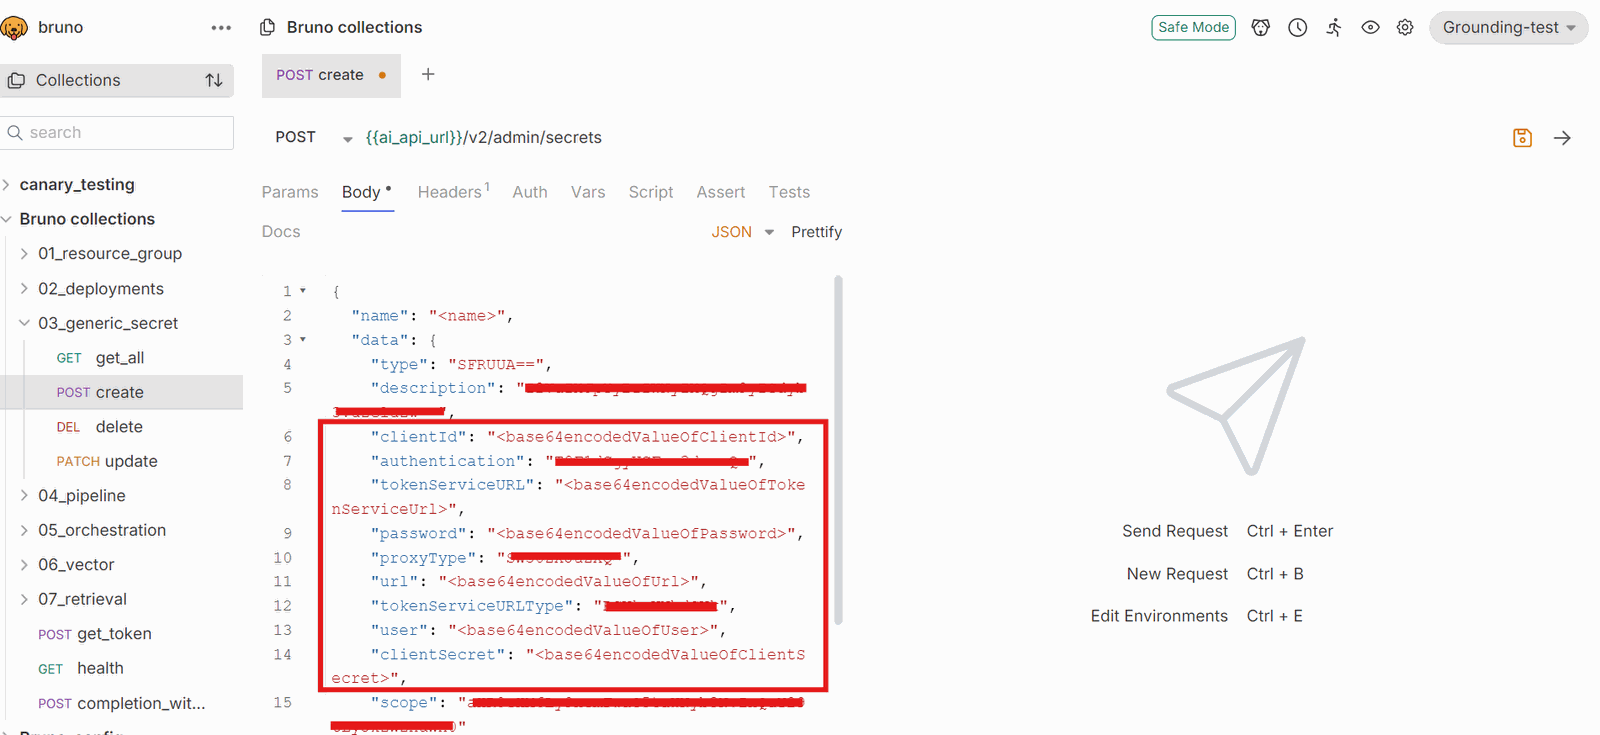 bruno
Bruno collections
Safe Mode
Grounding-test
Collections
POST create
search
POST {{ai_api_url}}/v2/admin/secrets
canary_testing
Bruno collections
01_resource_group
02_deployments
03_generic_secret
GET get_all
POST create
DEL delete
PATCH update
04_pipeline
05_orchestration
06_vector
07_retrieval
POST get_token
GET health
POST completion_wit...
Params Body Headers 1 Auth Vars Script Assert Tests
Docs
JSON Prettify
1 {
2 "name": "<name>",
3 "data": {
4 "type": "SFRUUA==",
5 "description": "
",
6 "clientId": "<base64encodedValueOfClientId>",
7 "authentication": "",
8 "tokenServiceURL": "<base64encodedValueOfToke
nServiceUrl>",
9 "password": "<base64encodedValueOfPassword>",
10 "proxyType": "",
11 "url": "<base64encodedValueOfUrl>",
12 "tokenServiceURLType": "",
13 "user": "<base64encodedValueOfUser>",
14 "clientSecret": "<base64encodedValueOfClientS
ecret>",
15 "scope": "
"
Send Request Ctrl + Enter
New Request Ctrl + B
Edit Environments Ctrl + E